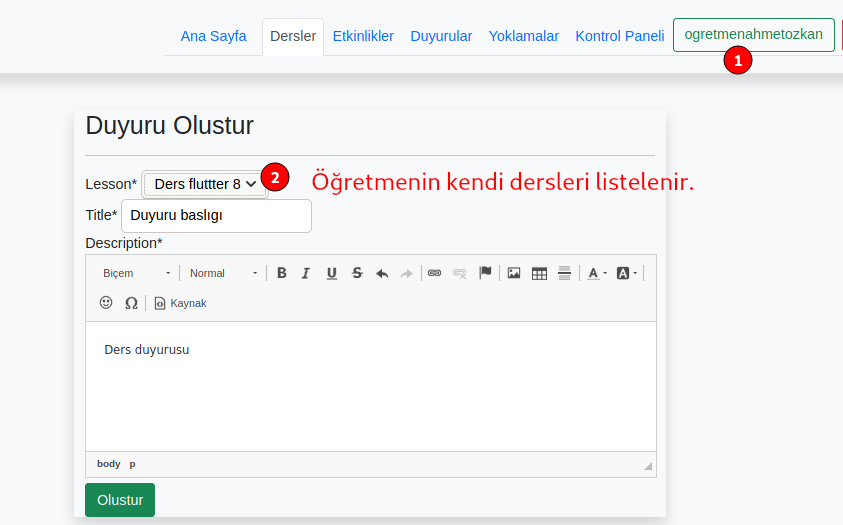 Ana Sayfa Dersler Etkinlikler Duyurular Yoklamalar Kontrol Paneli ogretmenahmetozkan
1
Duyuru Olustur
Lesson* Ders fluttter 8 2 Öğretmenin kendi dersleri listelenir.
Title* Duyuru baslıgı
Description*
Biçem Normal B I U S A A
Ω Kaynak
Ders duyurusu
body p
Olustur